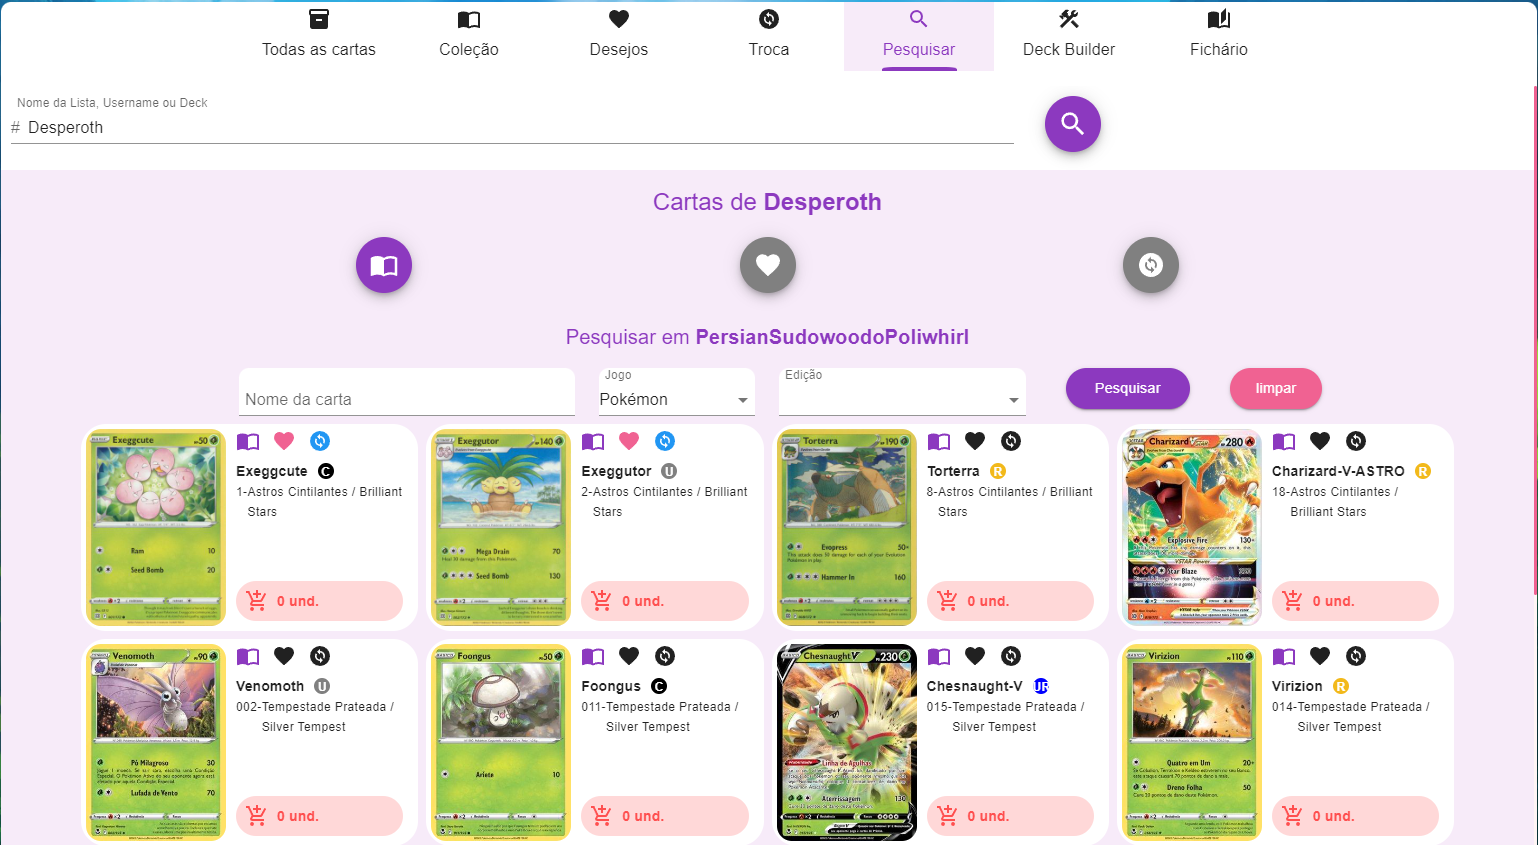 Todas as cartas
Coleção
Desejos
Troca
Pesquisar
Deck Builder
Fichário
Nome da Lista, Username ou Deck
# Desperoth
Cartas de Desperoth
Pesquisar em PersianSudowoodoPoliwhirl
Nome da carta
Jogo
Pokémon
Edição
Pesquisar
limpar
Exeggcute 50
Ram 10
Seed Bomb 20
Exeggcute C
1-Astros Cintilantes / Brilliant
Stars
0 und.
Exeggutor 140
Mega Drain 70
Seed Bomb 130
Exeggutor U
2-Astros Cintilantes / Brilliant
Stars
0 und.
Torterra 190
Evopress 50+
Hammer In 160
Torterra R
8-Astros Cintilantes / Brilliant
Stars
0 und.
Charizard VSTAR 280
Explosive Fire 130+
VSTAR Power
Star Blaze 320
Charizard-V-ASTRO R
18-Astros Cintilantes /
Brilliant Stars
0 und.
Venomoth 90
Pó Milagroso 30
Lufada de Vento 70
Venomoth U
002-Tempestade Prateada /
Silver Tempest
0 und.
Foongus 50
Aríete 10
Foongus C
011-Tempestade Prateada /
Silver Tempest
0 und.
Chesnaught V 230
Linha de Agulhas
Aterrissagem 130
Chesnaught-V UR
015-Tempestade Prateada /
Silver Tempest
0 und.
Virizion 110
Quatro em Um 20+
Dreno Folha 50
Virizion R
014-Tempestade Prateada /
Silver Tempest
0 und.